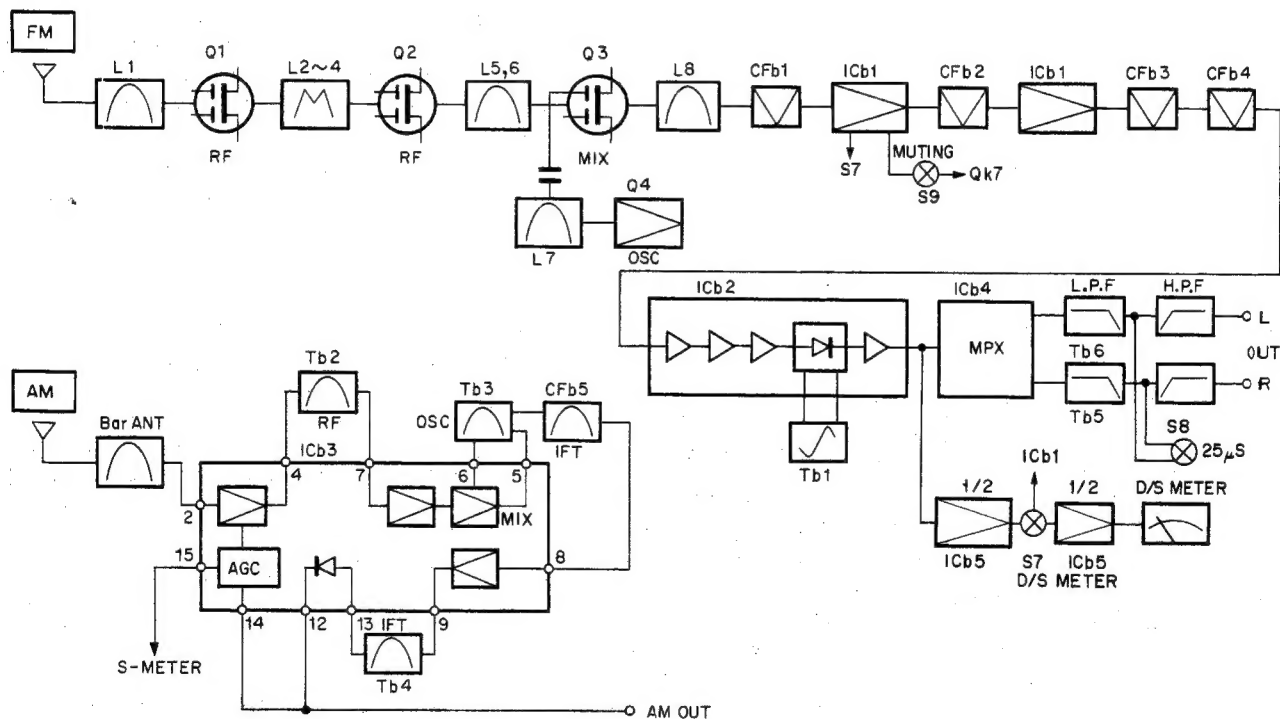 FM
L1
Q1
L2~4
Q2
L5,6
Q3
L8
CFb1
ICb1
CFb2
ICb1
CFb3
CFb4
RF
RF
MIX
S7
MUTING
S9
Qk7
Q4
L7
OSC
ICb2
ICb4
L.P.F
H.P.F
MPX
L
OUT
R
Tb6
Tb5
Tb1
S8
25μS
ICb1
1/2
1/2
D/S METER
ICb5
S7
ICb5
D/S METER
AM
Bar ANT
Tb2
RF
Tb3
OSC
CFb5
IFT
ICb3
4
7
6
5
2
MIX
15
AGC
8
14
12
13
IFT
9
Tb4
S-METER
AM OUT